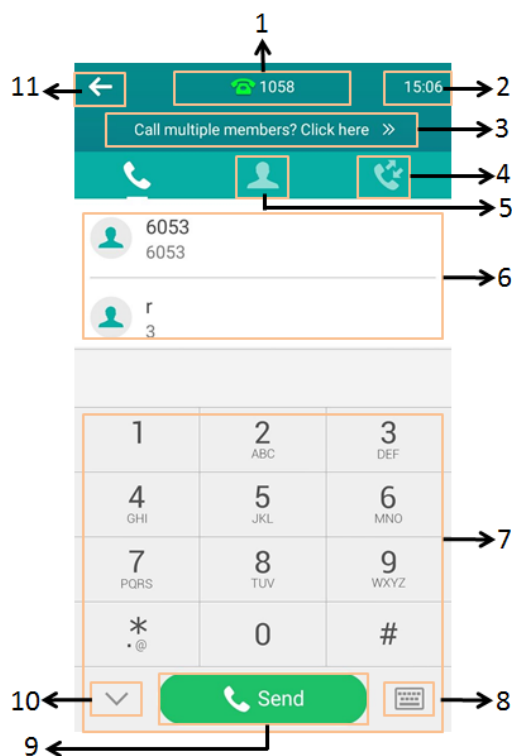 1
11
1058
15:06
2
Call multiple members? Click here »
3
4
5
6053
6053
6
r
3
1
2
ABC
3
DEF
4
GHI
5
JKL
6
MNO
7
7
PQRS
8
TUV
9
WXYZ
*
• @
0
#
10
Send
8
9